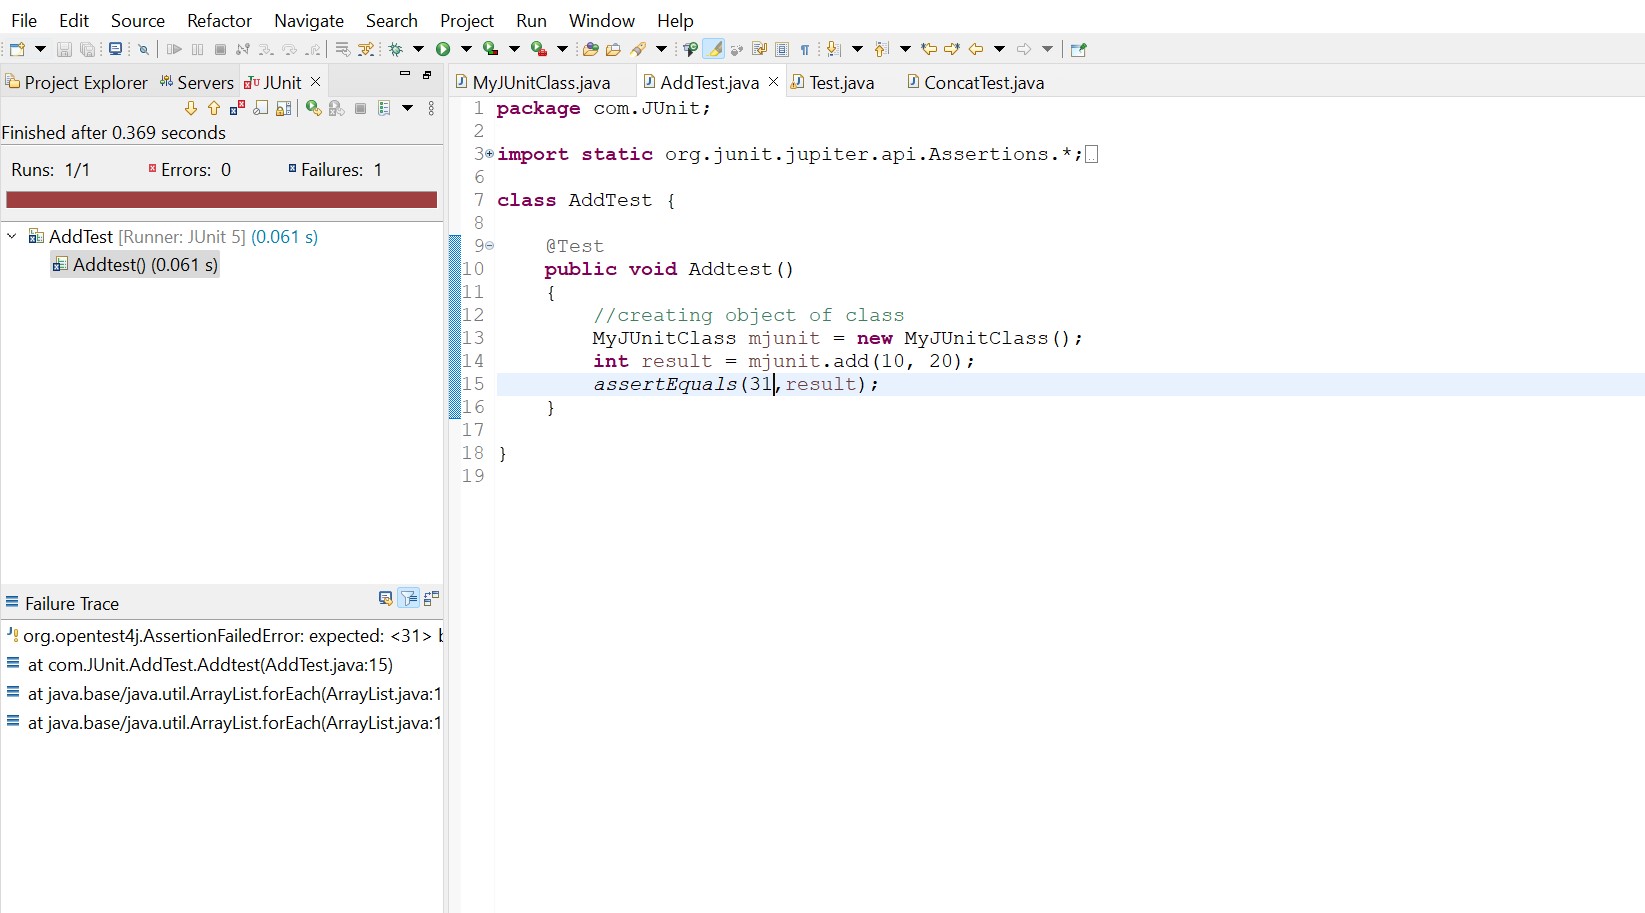 File Edit Source Refactor Navigate Search Project Run Window Help
Project Explorer Servers JUnit
Finished after 0.369 seconds
Runs: 1/1 Errors: 0 Failures: 1
AddTest [Runner: JUnit 5] (0.061 s)
Addtest() (0.061 s)
Failure Trace
org.opentest4j.AssertionFailedError: expected: <31> b
at com.JUnit.AddTest.Addtest(AddTest.java:15)
at java.base/java.util.ArrayList.forEach(ArrayList.java:1
at java.base/java.util.ArrayList.forEach(ArrayList.java:1
MyJUnitClass.java AddTest.java Test.java ConcatTest.java
1 package com.JUnit;
2
3 import static org.junit.jupiter.api.Assertions.*;
6
7 class AddTest {
8
9 @Test
10 public void Addtest()
11 {
12 //creating object of class
13 MyJUnitClass mjunit = new MyJUnitClass();
14 int result = mjunit.add(10, 20);
15 assertEquals(31,result);
16 }
17
18 }
19